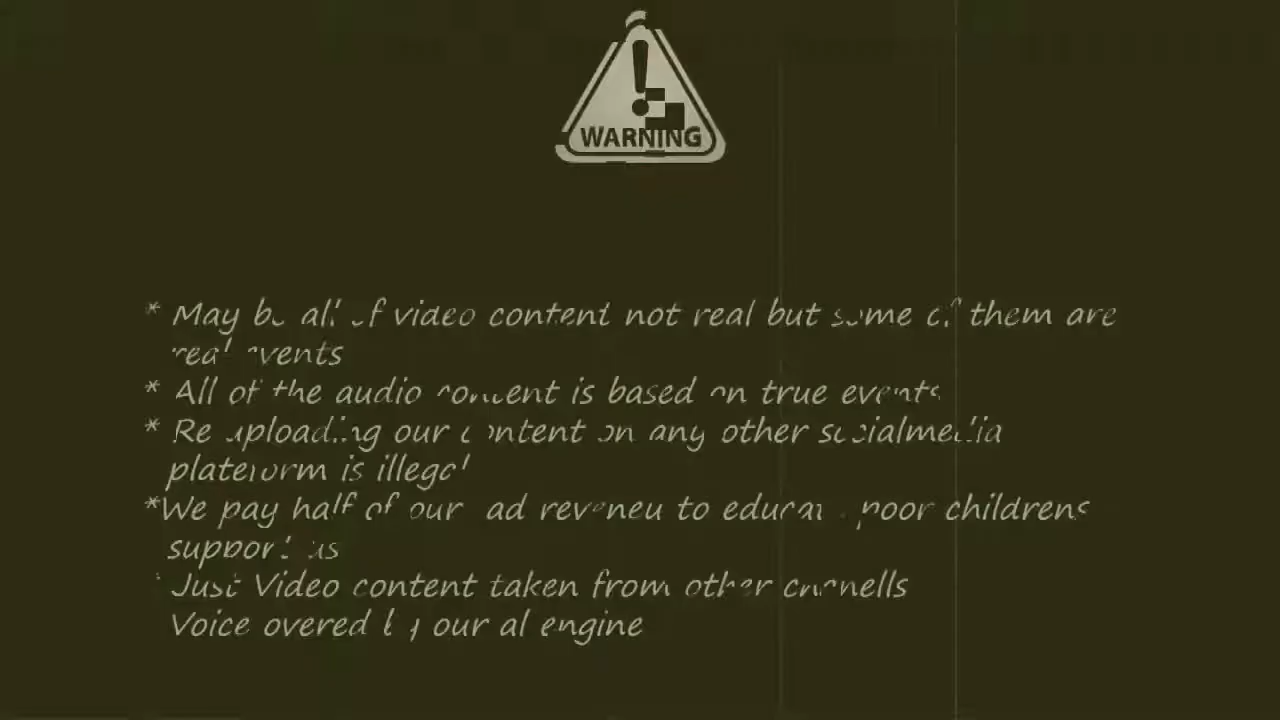 WARNING
* May be all of video content not real but some of them are
real events
* All of the audio content is based on true events
* Re uploading our content on any other socialmedia
plateform is illegal
*We pay half of our ad reveneu to educate poor childrens
support us
* Just Video content taken from other channells
Voice overed by our ai engine